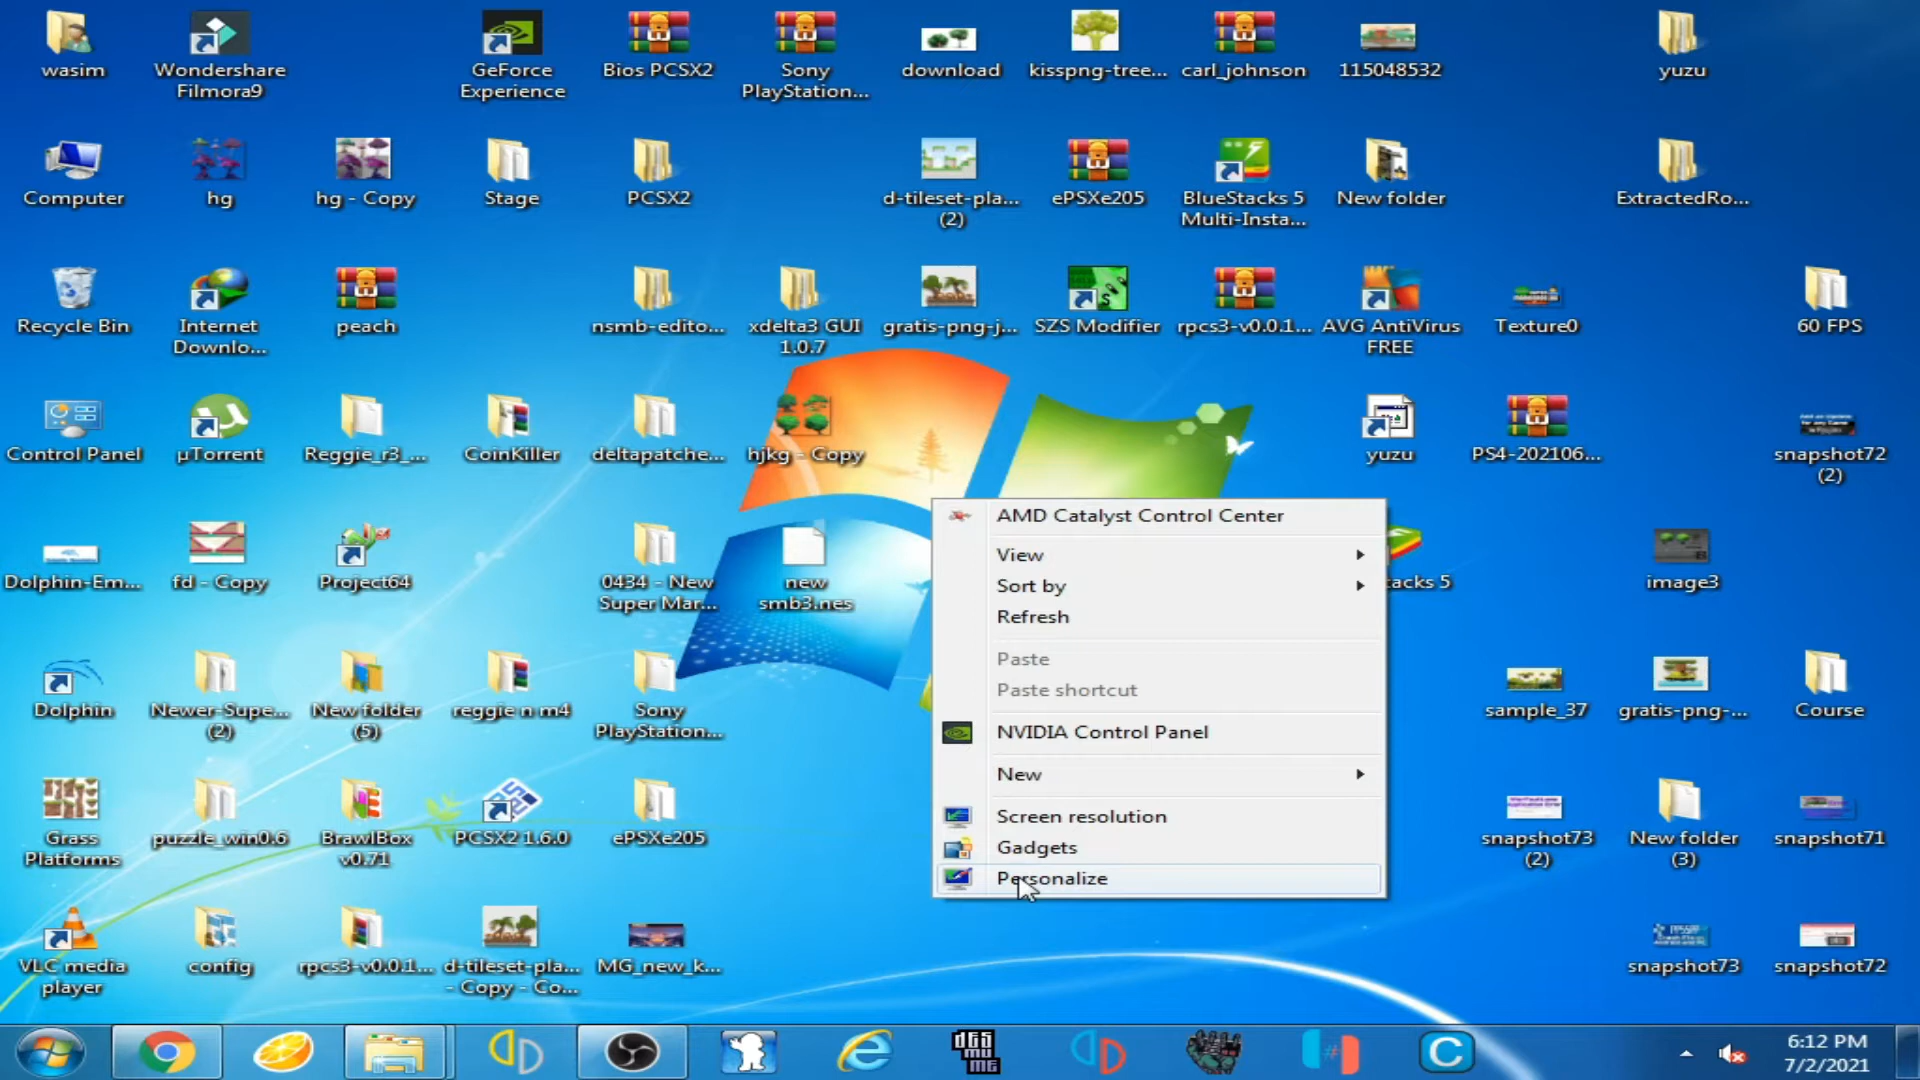 wasim
Wondershare
Filmora9
GeForce
Experience
Bios PCSX2
Sony
PlayStation...
download
kisspng-tree...
carl_johnson
115048532
yuzu
Computer
hg
hg - Copy
Stage
PCSX2
d-tileset-pla...
(2)
ePSXe205
BlueStacks 5
Multi-Insta...
New folder
ExtractedRo...
Recycle Bin
Internet
Downlo...
peach
nsmb-edito...
xdelta3 GUI
1.0.7
gratis-png-j...
SZS Modifier
rpcs3-v0.0.1...
AVG AntiVirus
FREE
Texture0
60 FPS
Control Panel
µTorrent
Reggie_r3_...
CoinKiller
deltapatche...
hjkg - Copy
yuzu
PS4-202106...
snapshot72
(2)
Dolphin-Em...
fd - Copy
Project64
0434 - New
Super Mar...
new
smb3.nes
tacks 5
image3
AMD Catalyst Control Center
View
Sort by
Refresh
Paste
Paste shortcut
NVIDIA Control Panel
New
Screen resolution
Gadgets
Personalize
Dolphin
Newer-Supe...
(2)
New folder
(5)
reggie n m4
Sony
PlayStation...
sample_37
gratis-png-...
Course
Grass
Platforms
puzzle_win0.6
BrawlBox
v0.71
PCSX2 1.6.0
ePSXe205
snapshot73
(2)
New folder
(3)
snapshot71
VLC media
player
config
rpcs3-v0.0.1...
d-tileset-pla...
- Copy - Co...
MG_new_k...
snapshot73
snapshot72
DES
MU
ME
6:12 PM
7/2/2021